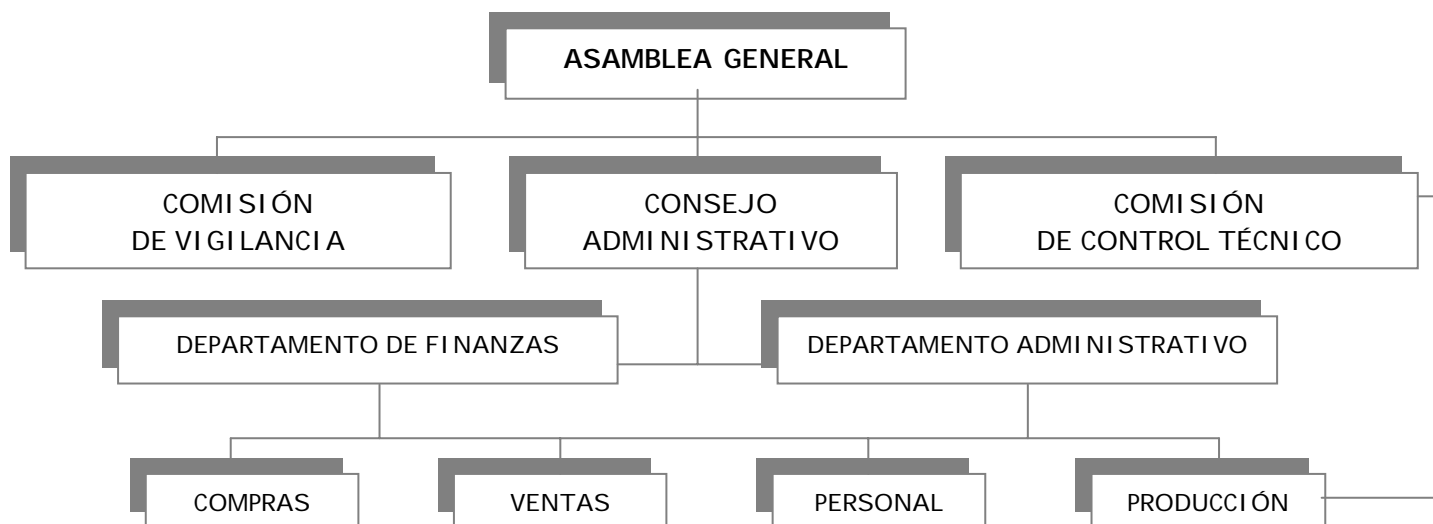 ASAMBLEA GENERAL
COMISIÓN
DE VIGILANCIA
CONSEJO
ADMINISTRATIVO
COMISIÓN
DE CONTROL TÉCNICO
DEPARTAMENTO DE FINANZAS
DEPARTAMENTO ADMINISTRATIVO
COMPRAS
VENTAS
PERSONAL
PRODUCCIÓN